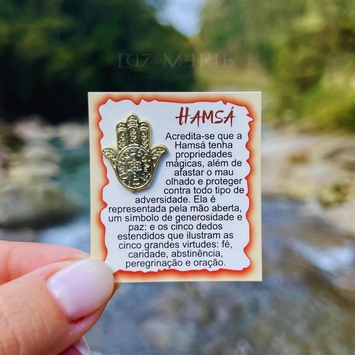 HAMSÁ
Acredita-se que a
Hamsá tenha
propriedades
mágicas, além de
afastar o mau
olhado e proteger
contra todo tipo de
adversidade. Ela é
representada pela mão aberta,
um símbolo de generosidade e
paz: e os cinco dedos
estendidos que ilustram as
cinco grandes virtudes: fé,
caridade, abstinência,
peregrinação e oração.